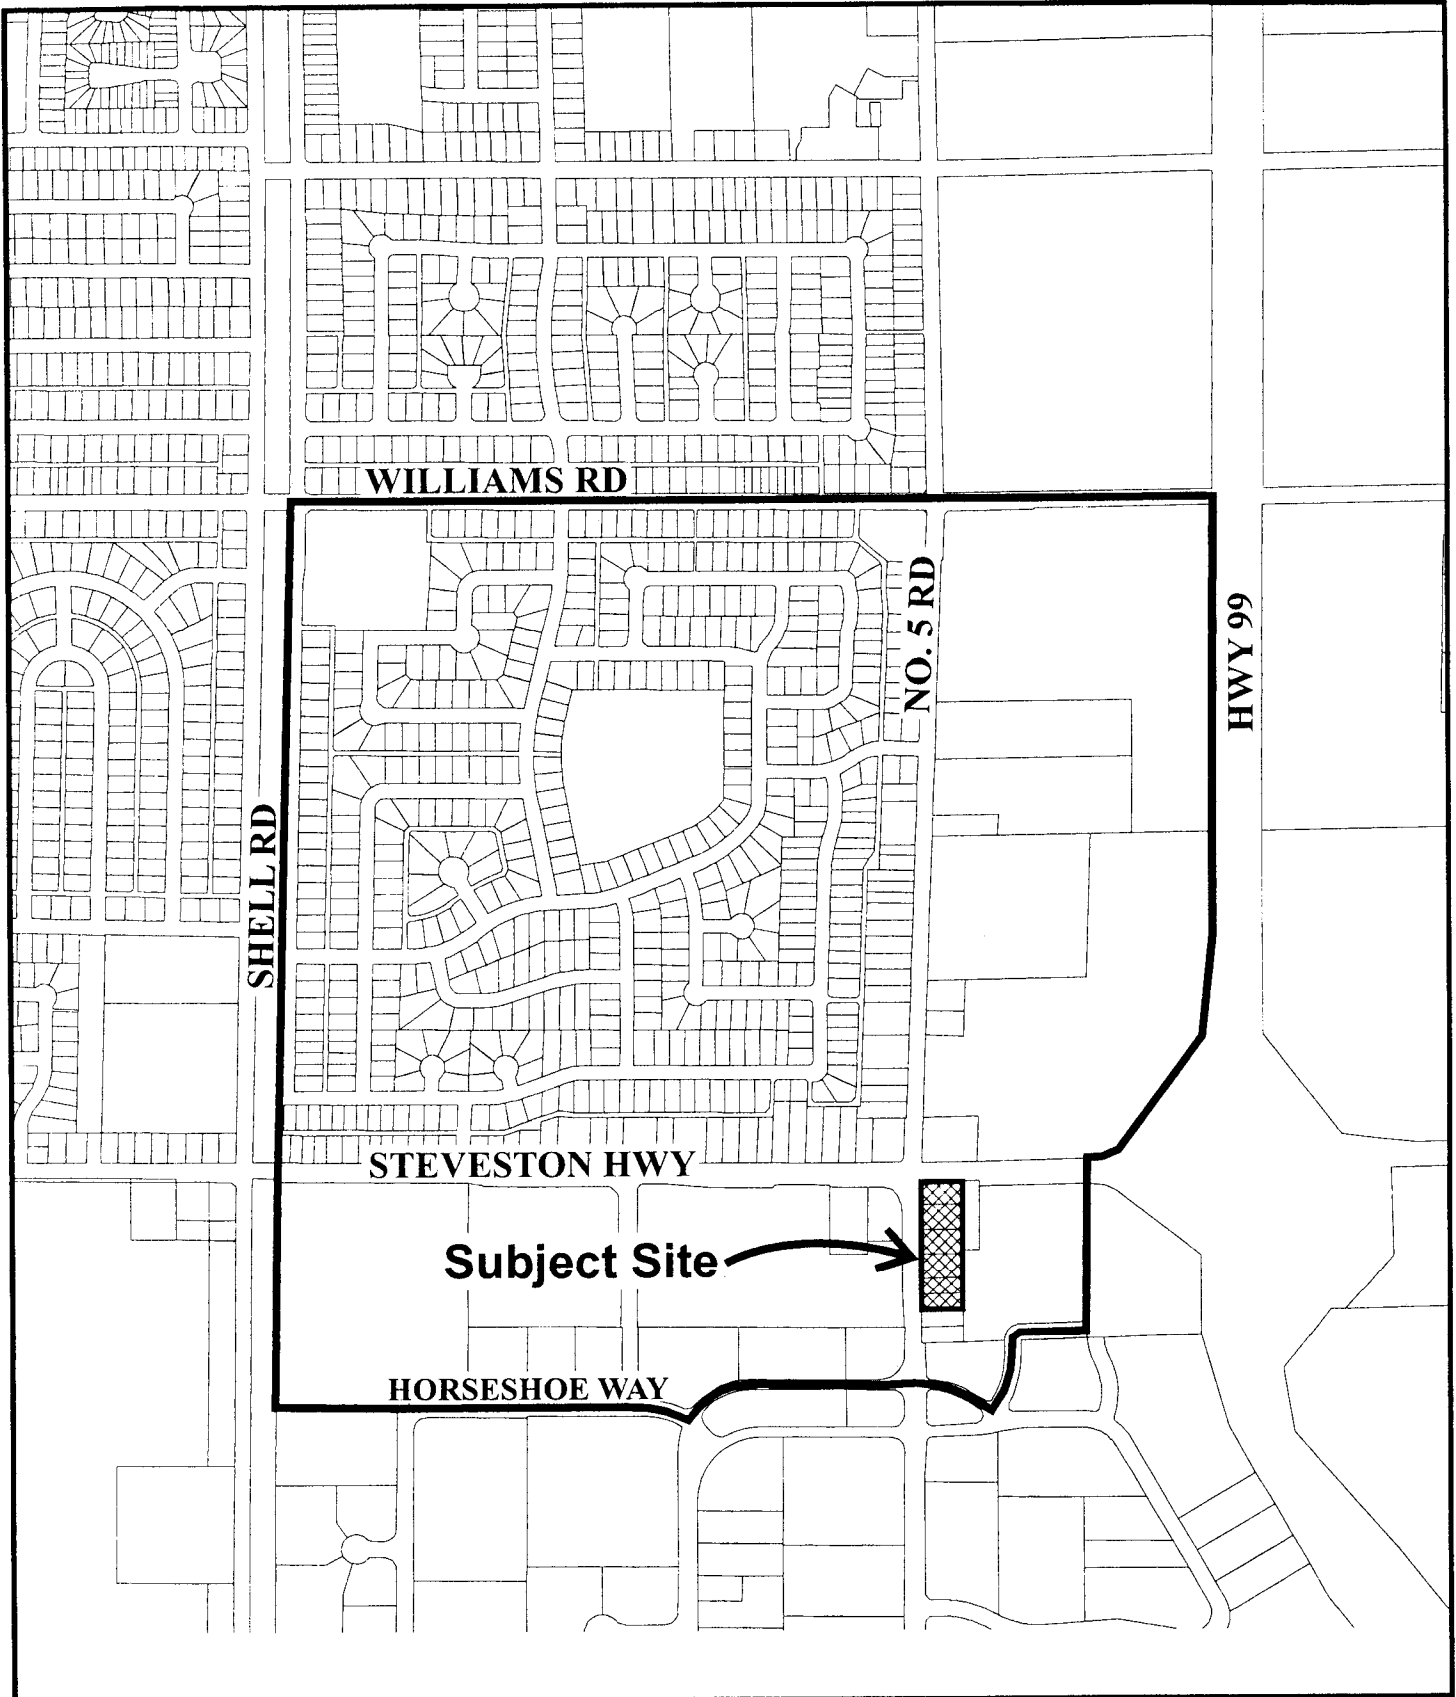 WILLIAMS RD
NO. 5 RD
HWY 99
SHELL RD
STEVESTON HWY
Subject Site
HORSESHOE WAY